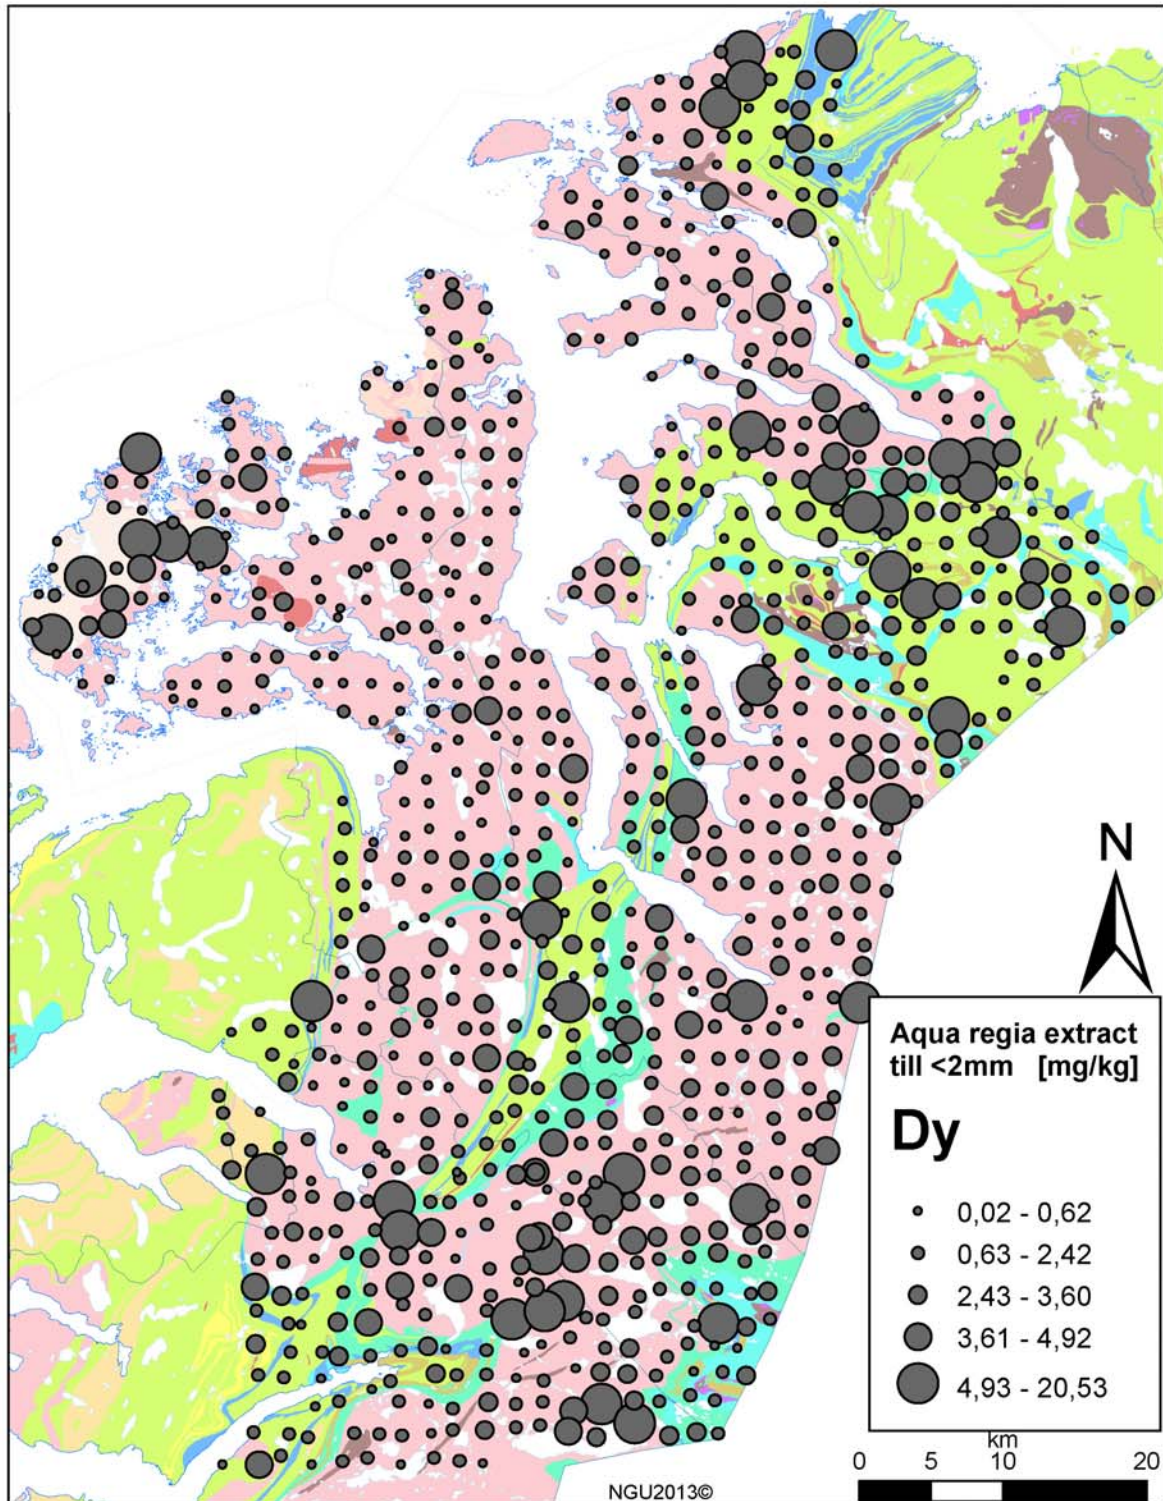 N
Aqua regia extract
till <2mm [mg/kg]
Dy
0,02 - 0,62
0,63 - 2,42
2,43 - 3,60
3,61 - 4,92
4,93 - 20,53
km
0 5 10 20
NGU2013©